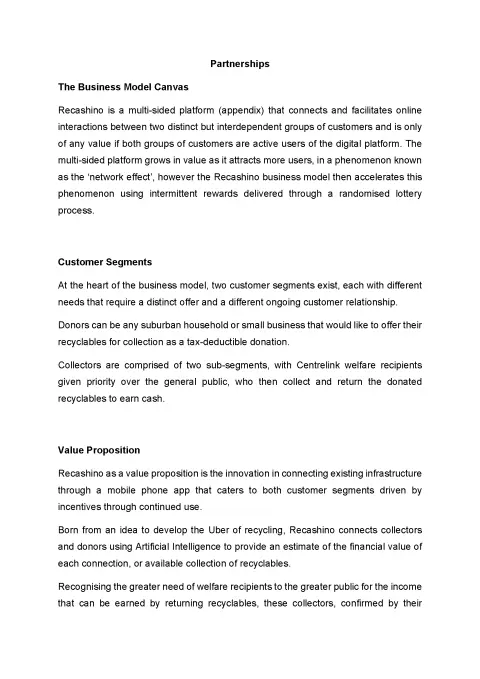 Partnerships
The Business Model Canvas
Recashino is a multi-sided platform (appendix) that connects and facilitates online
interactions between two distinct but interdependent groups of customers and is only
of any value if both groups of customers are active users of the digital platform. The
multi-sided platform grows in value as it attracts more users, in a phenomenon known
as the ‘network effect’, however the Recashino business model then accelerates this
phenomenon using intermittent rewards delivered through a randomised lottery
process.
Customer Segments
At the heart of the business model, two customer segments exist, each with different
needs that require a distinct offer and a different ongoing customer relationship.
Donors can be any suburban household or small business that would like to offer their
recyclables for collection as a tax-deductible donation.
Collectors are comprised of two sub-segments, with Centrelink welfare recipients
given priority over the general public, who then collect and return the donated
recyclables to earn cash.
Value Proposition
Recashino as a value proposition is the innovation in connecting existing infrastructure
through a mobile phone app that caters to both customer segments driven by
incentives through continued use.
Born from an idea to develop the Uber of recycling, Recashino connects collectors
and donors using Artificial Intelligence to provide an estimate of the financial value of
each connection, or available collection of recyclables.
Recognising the greater need of welfare recipients to the greater public for the income
that can be earned by returning recyclables, these collectors, confirmed by their